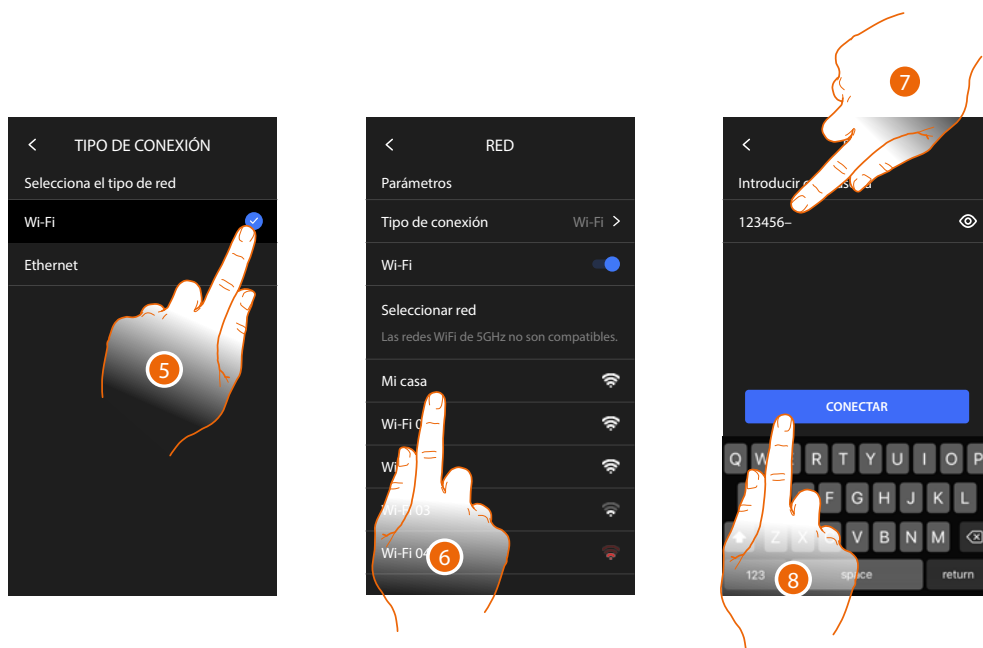 TIPO DE CONEXIÓN
Selecciona el tipo de red
Wi-Fi
Ethernet
5
RED
Parámetros
Tipo de conexión Wi-Fi
Wi-Fi
Seleccionar red
Las redes WiFi de 5GHz no son compatibles.
Mi casa
Wi-Fi
Wi-Fi 03
Wi-Fi 04
6
7
Introducir
123456–
CONECTAR
Q W E R T Y U I O P
F G H J K L
Z X V B N M
123 space return
8